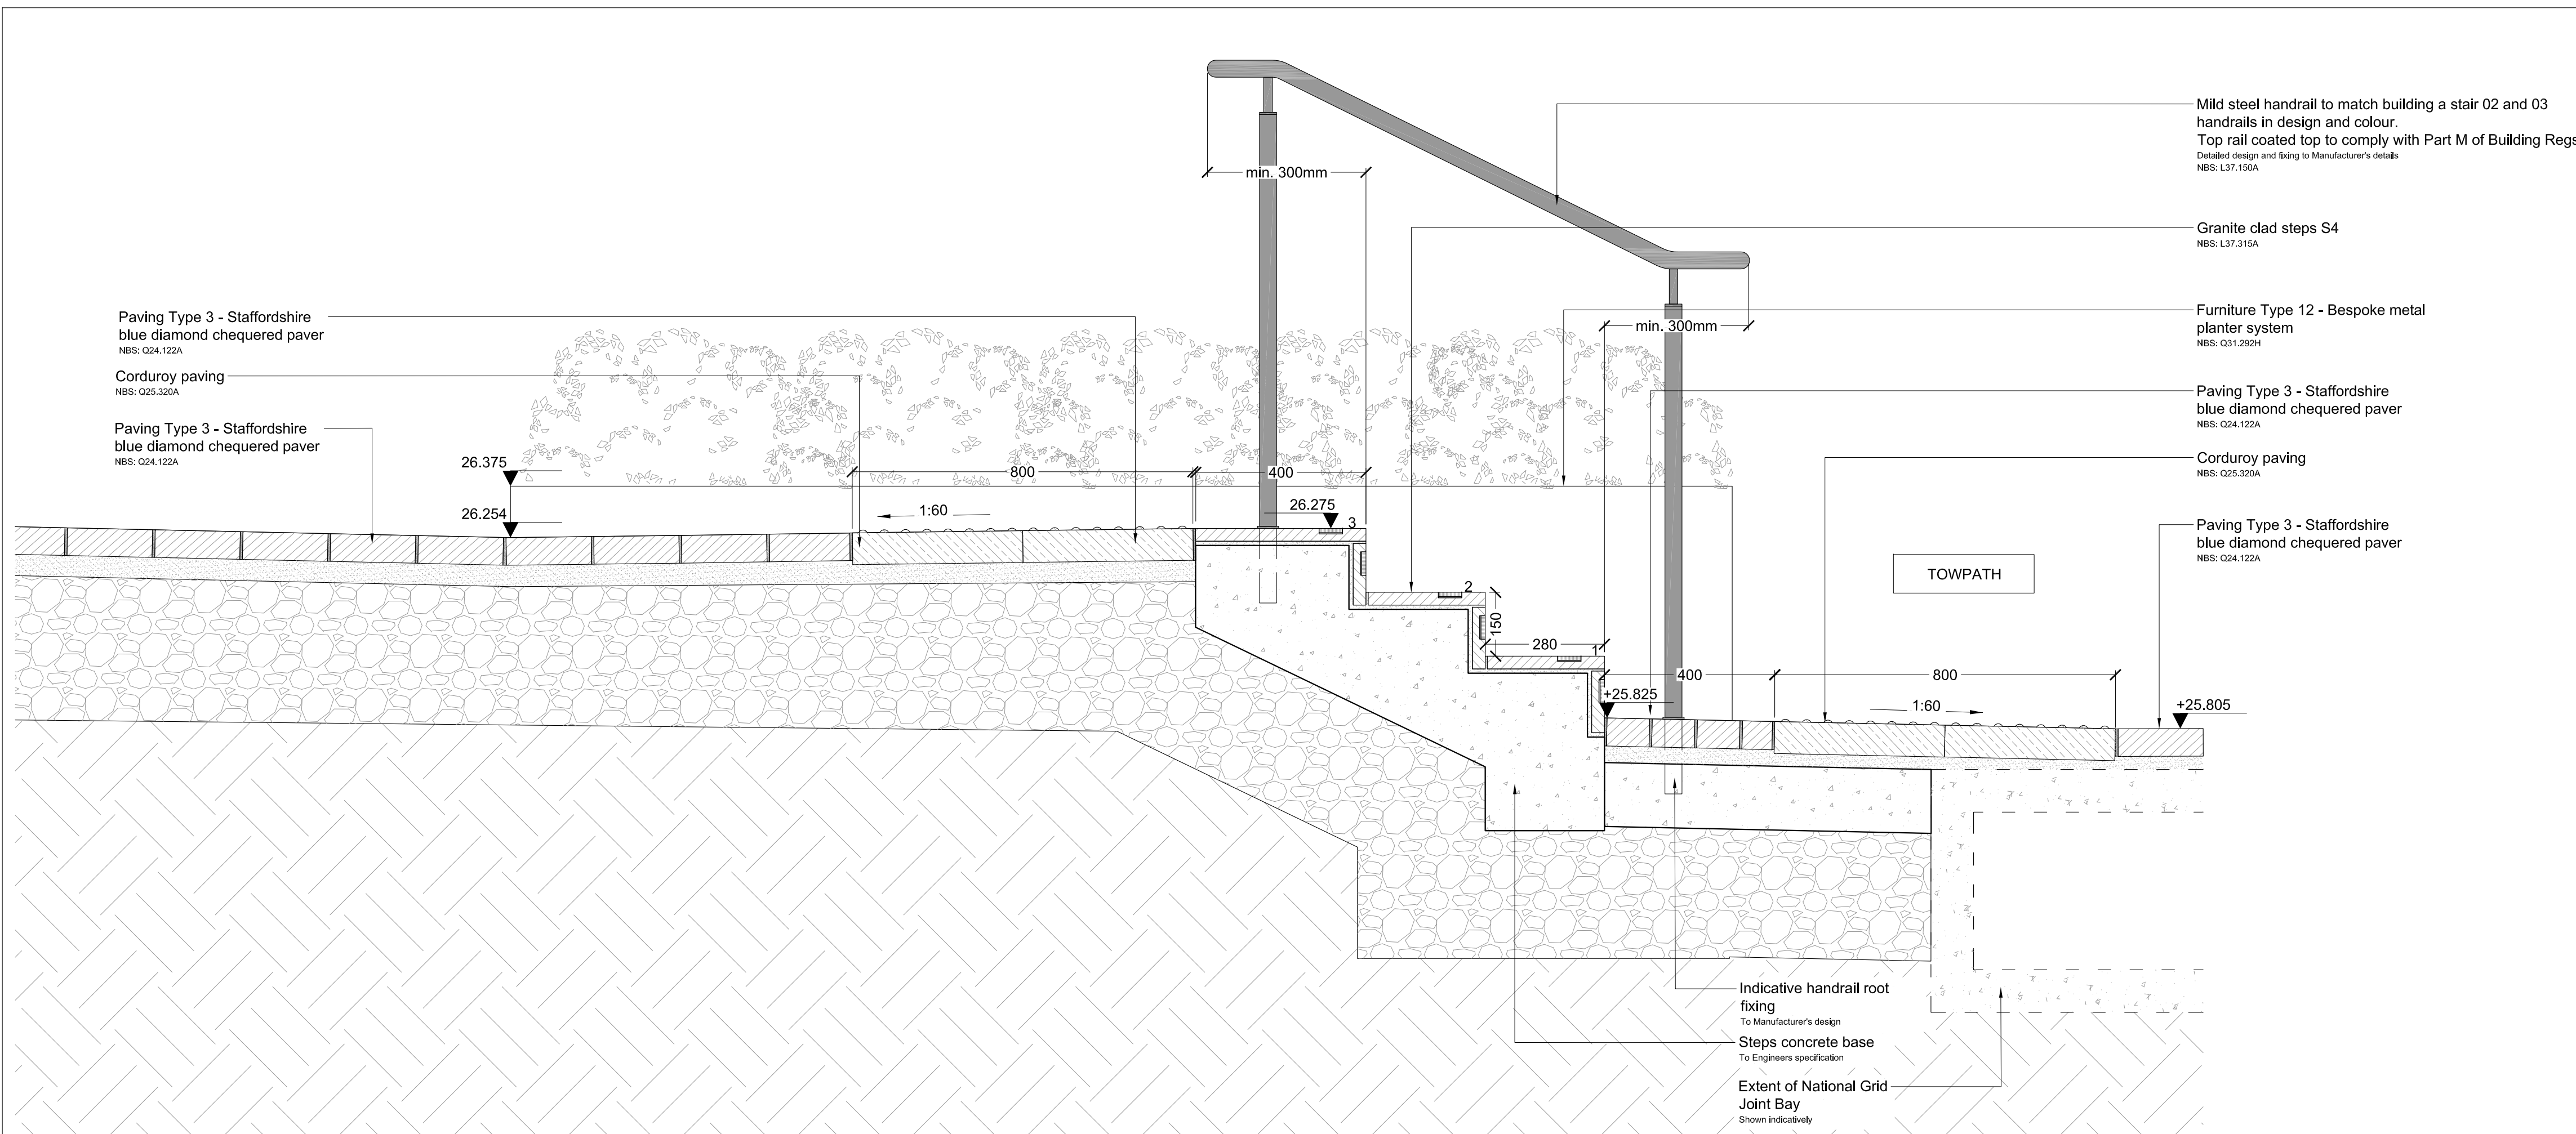 Mild steel handrail to match building a stair 02 and 03
handrails in design and colour.
Top rail coated top to comply with Part M of Building Regs
Detailed design and fixing to Manufacturer's details
NBS: L37.150A
min. 300mm
Granite clad steps S4
NBS: L37.315A
Paving Type 3 - Staffordshire
blue diamond chequered paver
NBS: Q24.122A
Corduroy paving
NBS: Q25.320A
Paving Type 3 - Staffordshire
blue diamond chequered paver
NBS: Q24.122A
min. 300mm
Furniture Type 12 - Bespoke metal
planter system
NBS: Q31.292H
Paving Type 3 - Staffordshire
blue diamond chequered paver
NBS: Q24.122A
Corduroy paving
NBS: Q25.320A
Paving Type 3 - Staffordshire
blue diamond chequered paver
NBS: Q24.122A
26.375
800
400
26.254
1:60
26.275
3
2
150
280
1
TOWPATH
400
800
+25.825
1:60
+25.805
Indicative handrail root
fixing
To Manufacturer's design
Steps concrete base
To Engineers specification
Extent of National Grid
Joint Bay
Shown indicatively